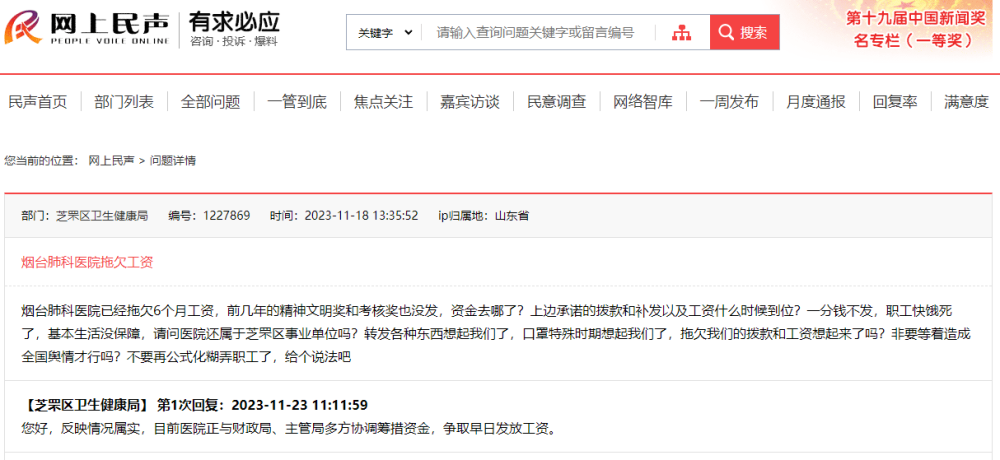 网上民声
PEOPLE VOICE ONLINE
有求必应
咨询·投诉·爆料
关键字
请输入查询问题关键字或留言编号
搜索
第十九届中国新闻奖
名专栏（一等奖）
民声首页 部门列表 全部问题 一管到底 焦点关注 嘉宾访谈 民意调查 网络智库 一周发布 月度通报 回复率 满意度
您当前的位置： 网上民声 > 问题详情
部门：芝罘区卫生健康局 编号：1227869 时间：2023-11-18 13:35:52 ip归属地：山东省
烟台肺科医院拖欠工资
烟台肺科医院已经拖欠6个月工资，前几年的精神文明奖和考核奖也没发，资金去哪了？上边承诺的拨款和补发以及工资什么时候到位？一分钱不发，职工快饿死
了，基本生活没保障，请问医院还属于芝罘区事业单位吗？转发各种东西想起我们了，口罩特殊时期想起我们了，拖欠我们的拨款和工资想起来了吗？非要等着造成
全国舆情才行吗？不要再公式化糊弄职工了，给个说法吧
【芝罘区卫生健康局】 第1次回复：2023-11-23 11:11:59
您好，反映情况属实，目前医院正与财政局、主管局多方协调筹措资金，争取早日发放工资。